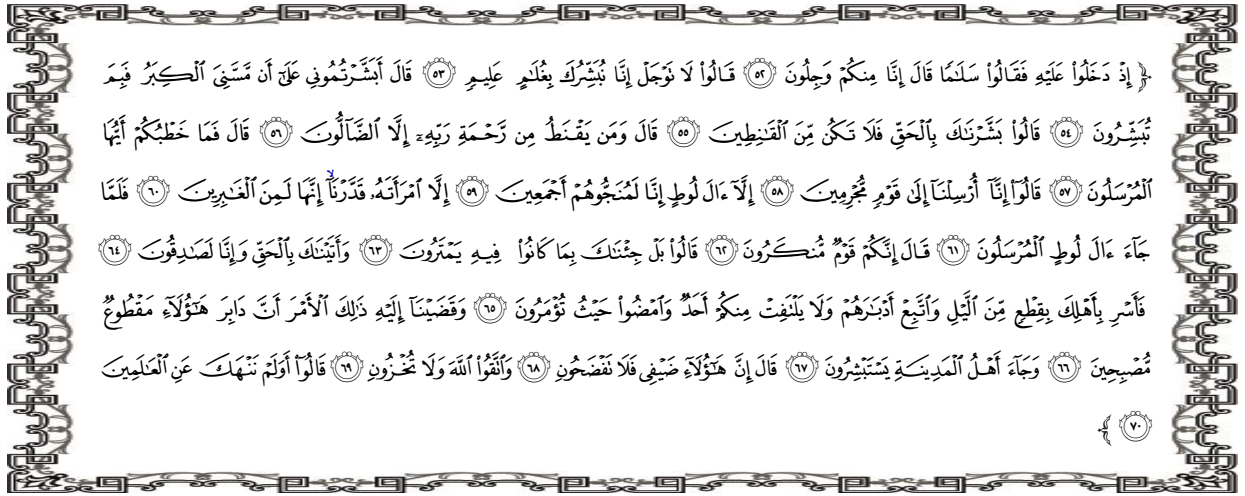 ﴿ إِذْ دَخَلُوا۟ عَلَيْهِ فَقَالُوا۟ سَلَٰمًا قَالَ إِنَّا مِنكُمْ وَجِلُونَ ﴿٥٢﴾ قَالُوا۟ لَا تَوْجَلْ إِنَّا نُبَشِّرُكَ بِغُلَٰمٍ عَلِيمٍ ﴿٥٣﴾ قَالَ أَبَشَّرْتُمُونِى عَلَىٰٓ أَن مَّسَّنِىَ ٱلْكِبَرُ فَبِمَ
تُبَشِّرُونَ ﴿٥٤﴾ قَالُوا۟ بَشَّرْنَٰكَ بِٱلْحَقِّ فَلَا تَكُن مِّنَ ٱلْقَٰنِطِينَ ﴿٥٥﴾ قَالَ وَمَن يَقْنَطُ مِن رَّحْمَةِ رَبِّهِۦٓ إِلَّا ٱلضَّآلُّونَ ﴿٥٦﴾ قَالَ فَمَا خَطْبُكُمْ أَيُّهَا
ٱلْمُرْسَلُونَ ﴿٥٧﴾ قَالُوٓا۟ إِنَّآ أُرْسِلْنَآ إِلَىٰ قَوْمٍ مُّجْرِمِينَ ﴿٥٨﴾ إِلَّآ ءَالَ لُوطٍ إِنَّا لَمُنَجُّوهُمْ أَجْمَعِينَ ﴿٥٩﴾ إِلَّا ٱمْرَأَتَهُۥ قَدَّرْنَآ ۙ إِنَّهَا لَمِنَ ٱلْغَٰبِرِينَ ﴿٦٠﴾ فَلَمَّا
جَآءَ ءَالَ لُوطٍ ٱلْمُرْسَلُونَ ﴿٦١﴾ قَالَ إِنَّكُمْ قَوْمٌ مُّنكَرُونَ ﴿٦٢﴾ قَالُوا۟ بَلْ جِئْنَٰكَ بِمَا كَانُوا۟ فِيهِ يَمْتَرُونَ ﴿٦٣﴾ وَأَتَيْنَٰكَ بِٱلْحَقِّ وَإِنَّا لَصَٰدِقُونَ ﴿٦٤﴾
فَأَسْرِ بِأَهْلِكَ بِقِطْعٍ مِّنَ ٱلَّيْلِ وَٱتَّبِعْ أَدْبَٰرَهُمْ وَلَا يَلْتَفِتْ مِنكُمْ أَحَدٌ وَٱمْضُوا۟ حَيْثُ تُؤْمَرُونَ ﴿٦٥﴾ وَقَضَيْنَآ إِلَيْهِ ذَٰلِكَ ٱلْأَمْرَ أَنَّ دَابِرَ هَٰٓؤُلَآءِ مَقْطُوعٌ
مُّصْبِحِينَ ﴿٦٦﴾ وَجَآءَ أَهْلُ ٱلْمَدِينَةِ يَسْتَبْشِرُونَ ﴿٦٧﴾ قَالَ إِنَّ هَٰٓؤُلَآءِ ضَيْفِى فَلَا تَفْضَحُونِ ﴿٦٨﴾ وَٱتَّقُوا۟ ٱللَّهَ وَلَا تُخْزُونِ ﴿٦٩﴾ قَالُوٓا۟ أَوَلَمْ نَنْهَكَ عَنِ ٱلْعَٰلَمِينَ
﴿٧٠﴾ ﴾